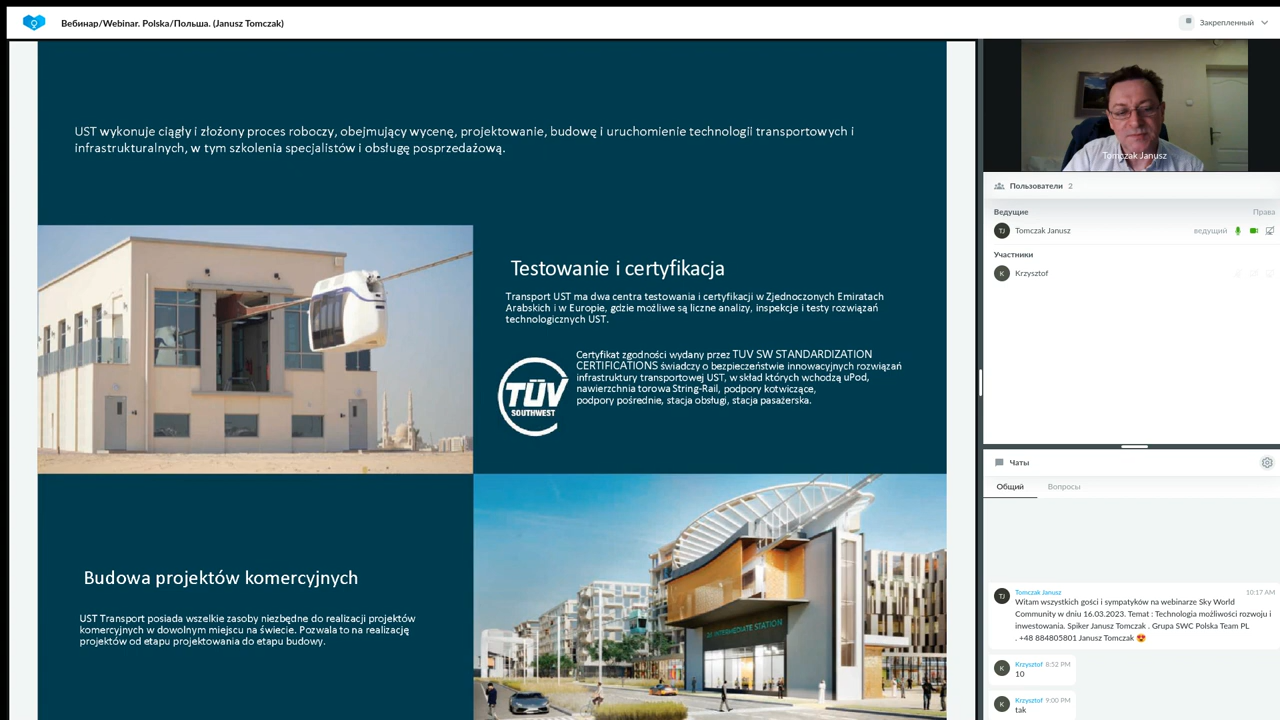 Вебинар/Webinar. Polska/Польша. (Janusz Tomczak)
Закрепленный
UST wykonuje ciągły i złożony proces roboczy, obejmujący wycenę, projektowanie, budowę i uruchomienie technologii transportowych i
infrastrukturalnych, w tym szkolenia specjalistów i obsługę posprzedażową.
Testowanie i certyfikacja
Transport UST ma dwa centra testowania i certyfikacji w Zjednoczonych Emiratach
Arabskich i w Europie, gdzie możliwe są liczne analizy, inspekcje i testy rozwiązań
technologicznych UST.
TÜV
SOUTHWEST
Certyfikat zgodności wydany przez TUV SW STANDARDIZATION
CERTIFICATIONS świadczy o bezpieczeństwie innowacyjnych rozwiązań
infrastruktury transportowej UST, w skład których wchodzą uPod,
nawierzchnia torowa String-Rail, podpory kotwiczące,
podpory pośrednie, stacja obsługi, stacja pasażerska.
Budowa projektów komercyjnych
UST Transport posiada wszelkie zasoby niezbędne do realizacji projektów
komercyjnych w dowolnym miejscu na świecie. Pozwala to na realizację
projektów od etapu projektowania do etapu budowy.
INTERMEDIATE STATION
Tomczak Janusz
Пользователи 2
Ведущие Права
TJ Tomczak Janusz ведущий
Участники
K Krzysztof
Чаты
Общий Вопросы
TJ Tomczak Janusz 10:17 AM
Witam wszystkich gości i sympatyków na webinarze Sky World
Community w dniu 16.03.2023. Temat : Technologia możliwości rozwoju i
inwestowania. Spiker Janusz Tomczak . Grupa SWC Polska Team PL
. +48 884805801 Janusz Tomczak 😍
K Krzysztof 8:52 PM
10
K Krzysztof 9:00 PM
tak